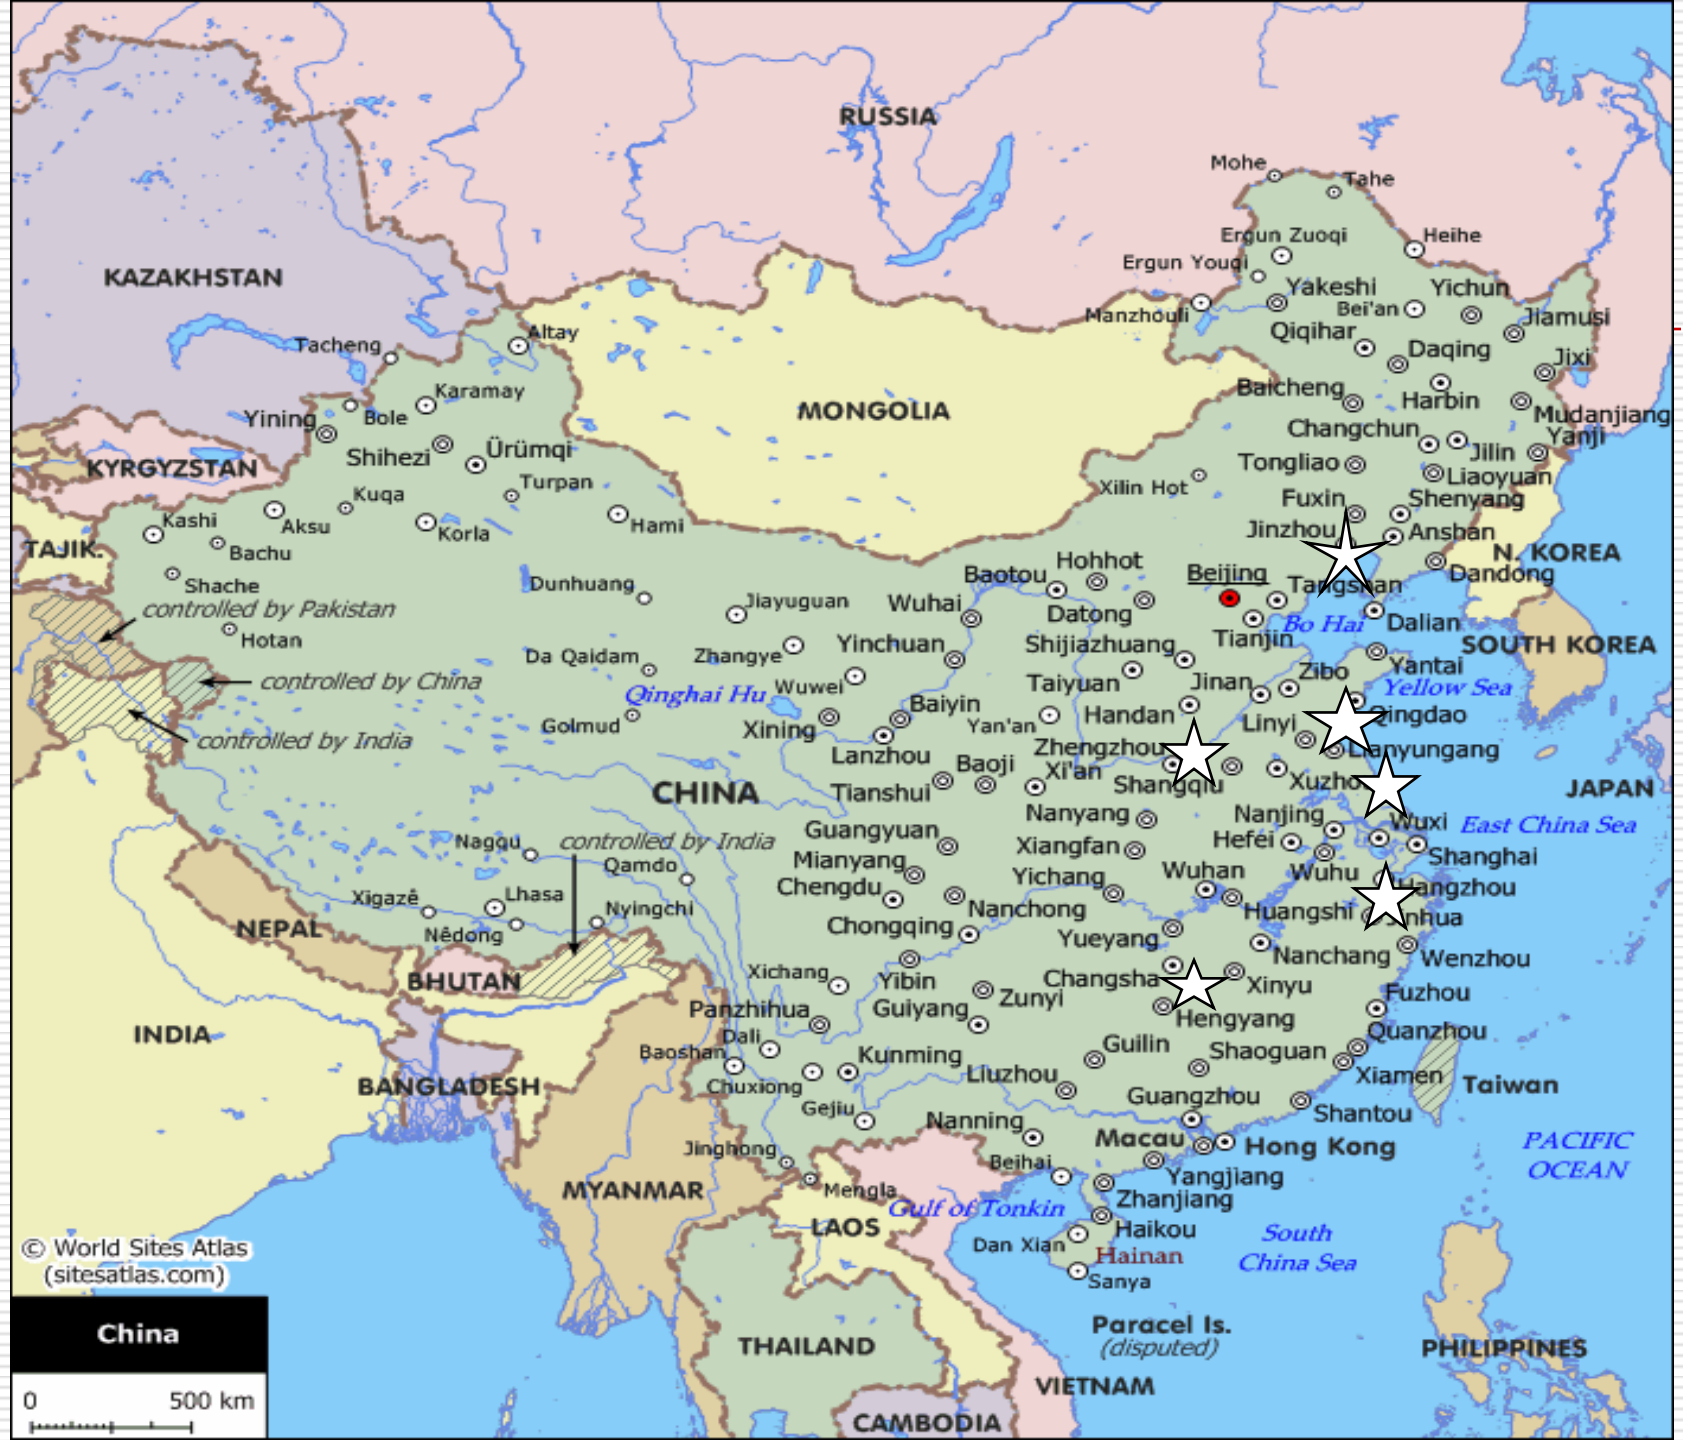 RUSSIA
Mohe
Tahe
Ergun Zuoqi
Heihe
Ergun Youqi
KAZAKHSTAN
Yakeshi
Yichun
Manzhouli
Bei'an
Jiamusi
Altay
Qiqihar
Tacheng
Daqing
Jixi
Karamay
Baicheng
Harbin
MONGOLIA
Yining
Bole
Mudanjiang
Changchun
Yanji
Shihezi
Ürümqi
Jilin
KYRGYZSTAN
Tongliao
Turpan
Liaoyuan
Xilin Hot
Kuqa
Fuxin
Shenyang
Kashi
Aksu
Hami
Korla
Jinzhou
Anshan
TAJIK.
Bachu
N. KOREA
Hohhot
Baotou
Beijing
Dandong
Shache
Dunhuang
Tangshan
controlled by Pakistan
Jiayuguan
Wuhai
Datong
Bo Hai
Dalian
Hotan
Tianjin
Yinchuan
Shijiazhuang
SOUTH KOREA
Da Qaidam
Zhangye
Yantai
controlled by China
Qinghai Hu
Wuwei
Taiyuan
Jinan
Zibo
Yellow Sea
Baiyin
Golmud
Xining
Yan'an
Handan
Linyi
Qingdao
controlled by India
Lanzhou
Zhengzhou
Lianyungang
Baoji
Xi'an
CHINA
Tianshui
Shangqiu
Xuzho
JAPAN
Nanyang
Nanjing
Wuxi
East China Sea
Guangyuan
Nagqu
controlled by India
Xiangfan
Hefei
Shanghai
Mianyang
Qamdo
Wuhan
Wuhu
Chengdu
Yichang
Hangzhou
Xigazê
Lhasa
Nyingchi
Nanchong
Huangshi
Jinhua
NEPAL
Nêdong
Chongqing
Yueyang
Nanchang
Wenzhou
BHUTAN
Xichang
Yibin
Changsha
Xinyu
Zunyi
Fuzhou
Panzhihua
Guiyang
Hengyang
INDIA
Dali
Quanzhou
Baoshan
Kunming
Guilin
Shaoguan
BANGLADESH
Chuxiong
Liuzhou
Xiamen
Taiwan
Gejiu
Guangzhou
Shantou
Nanning
Macau
Hong Kong
PACIFIC
OCEAN
Jinghong
Beihai
MYANMAR
Mengla
Yangjiang
Zhanjiang
Gulf of Tonkin
LAOS
Haikou
South
China Sea
Dan Xian
Hainan
© World Sites Atlas
(sitesatlas.com)
Sanya
China
Paracel Is.
(disputed)
THAILAND
PHILIPPINES
VIETNAM
0 500 km
CAMBODIA